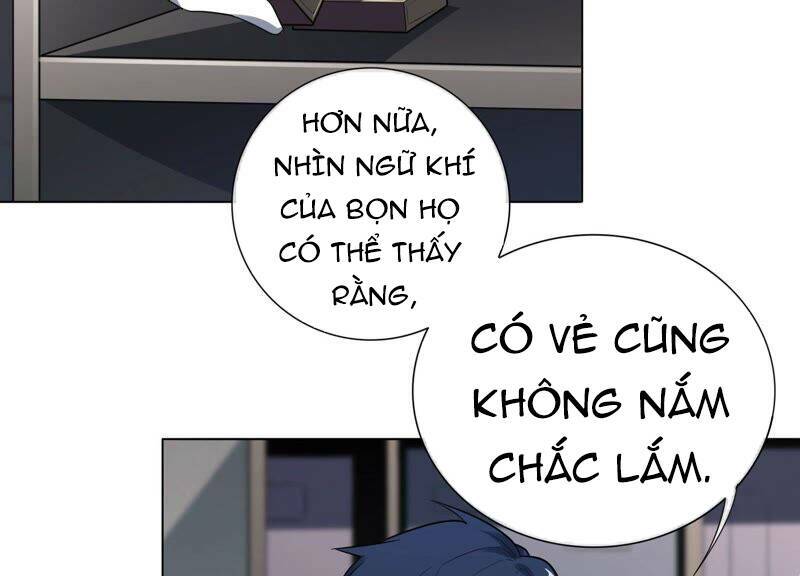 HƠN NỮA,
NHÌN NGỮ KHÍ
CỦA BỌN HỌ
CÓ THỂ THẤY
RẰNG,
CÓ VẺ CŨNG
KHÔNG NẮM
CHẮC LẮM.